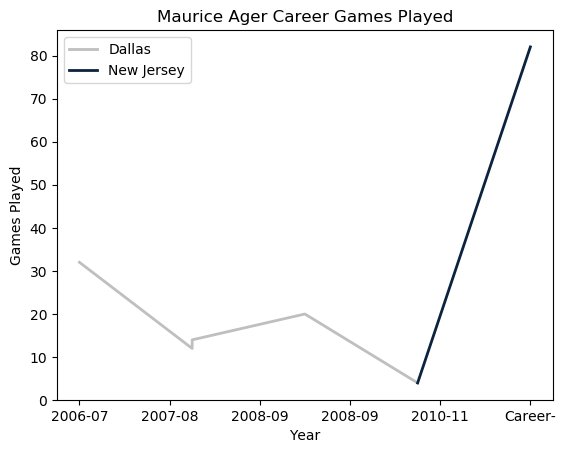 Maurice Ager Career Games Played
Dallas
New Jersey
80
70
60
50
40
30
20
10
0
Games Played
2006-07 2007-08 2008-09 2008-09 2010-11 Career-
Year